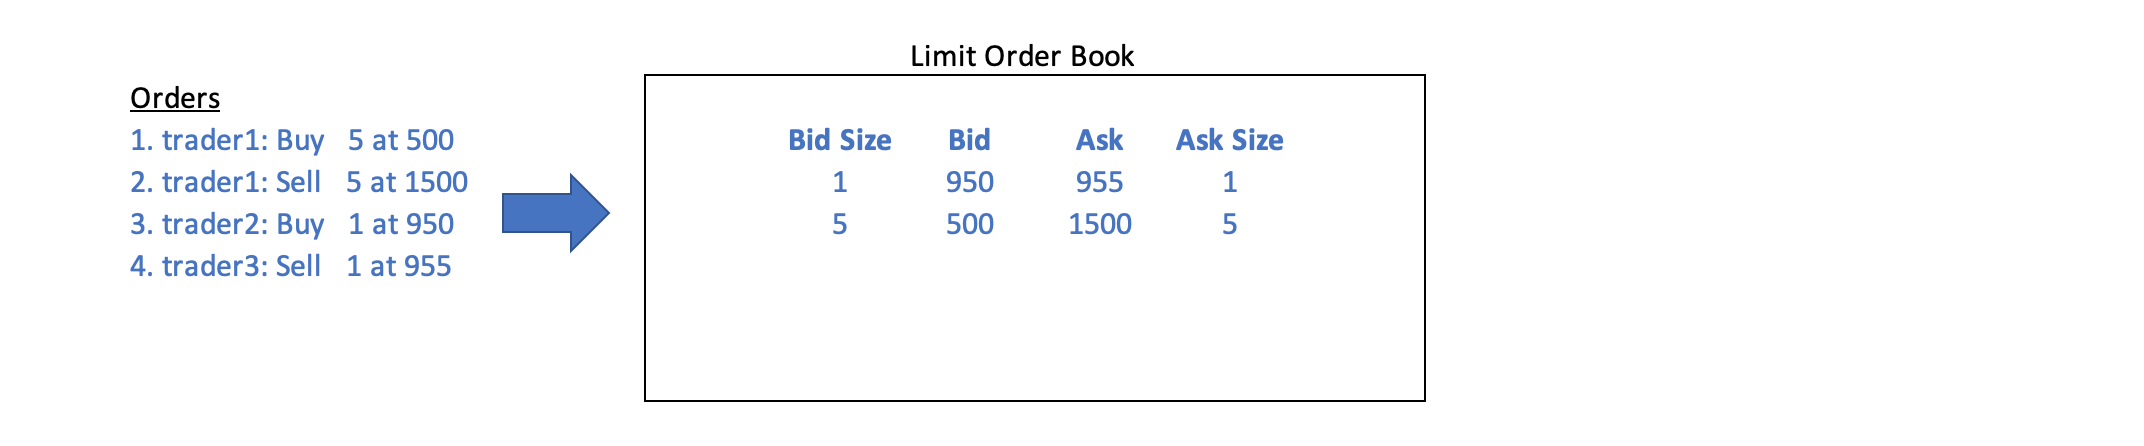 Limit Order Book
Orders
1. trader1: Buy 5 at 500
2. trader1: Sell 5 at 1500
3. trader2: Buy 1 at 950
4. trader3: Sell 1 at 955
Bid Size Bid Ask Ask Size
1 950 955 1
5 500 1500 5